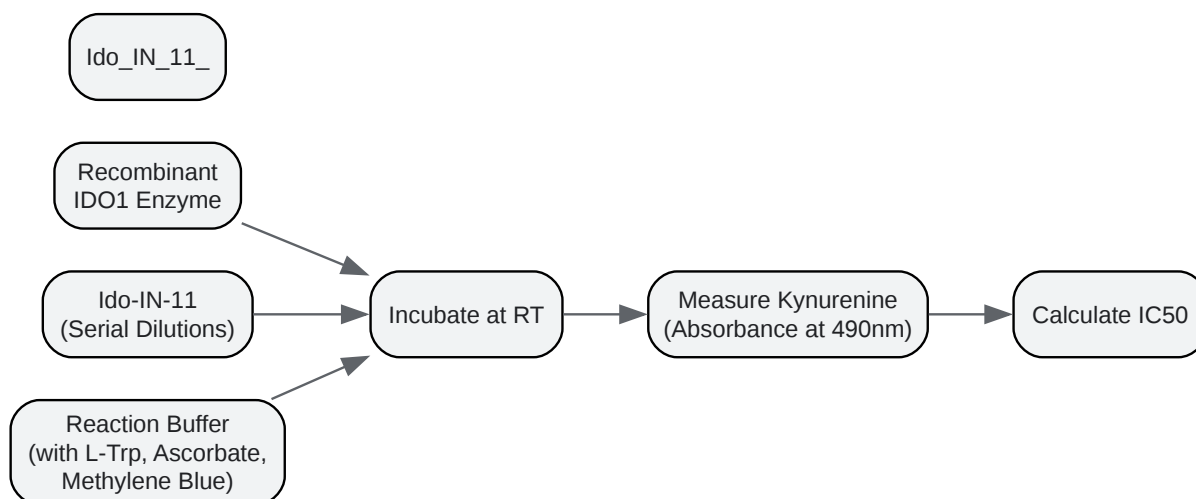 Ido_IN_11_
Recombinant
IDO1 Enzyme
Ido-IN-11
(Serial Dilutions)
Reaction Buffer
(with L-Trp, Ascorbate,
Methylene Blue)
Incubate at RT
Measure Kynurenine
(Absorbance at 490nm)
Calculate IC50